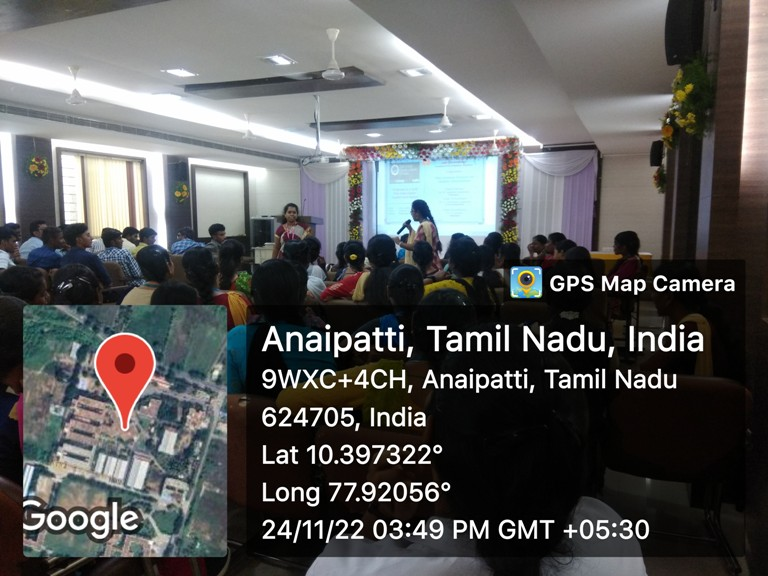 GPS Map Camera
Anaipatti, Tamil Nadu, India
9WXC+4CH, Anaipatti, Tamil Nadu
624705, India
Lat 10.397322°
Long 77.92056°
24/11/22 03:49 PM GMT +05:30
Google